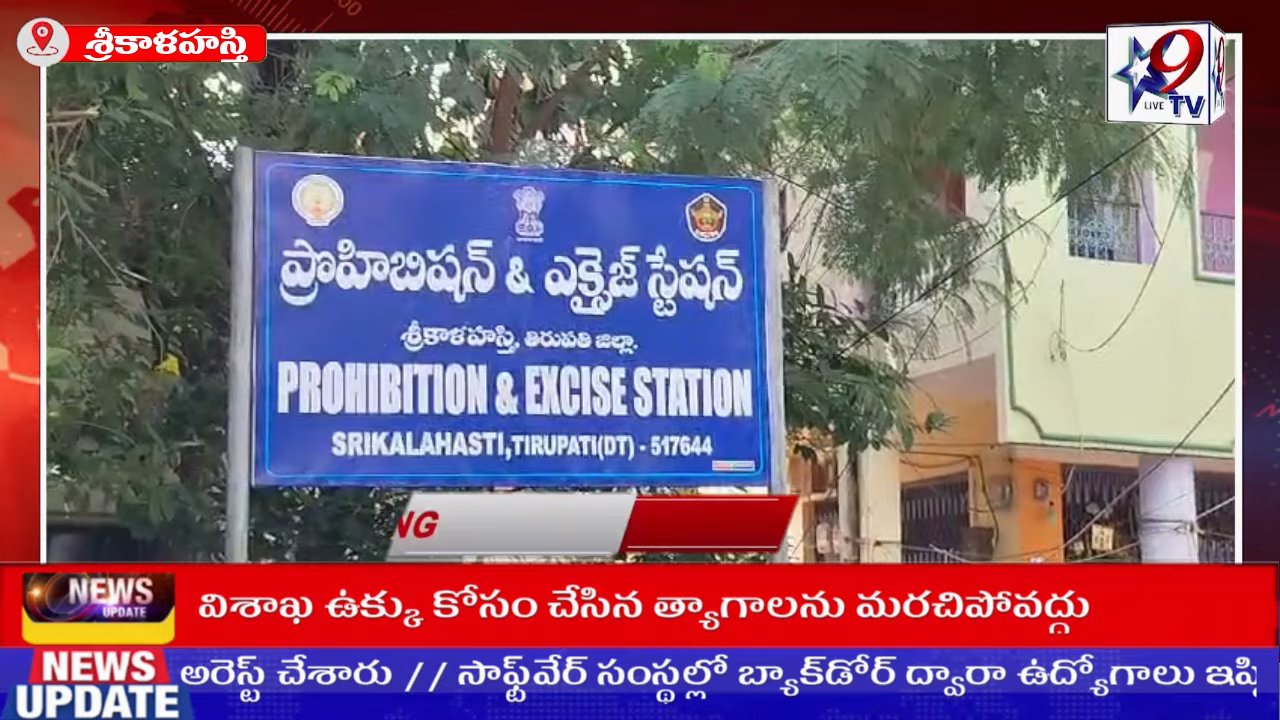 శ్రీకాళహస్తి
9
LIVE TV
ప్రొహిబిషన్ & ఎక్సైజ్ స్టేషన్
శ్రీకాళహస్తి, తిరుపతి జిల్లా.
PROHIBITION & EXCISE STATION
SRIKALAHASTI, TIRUPATI(DT) - 517644
NG
NEWS
UPDATE
విశాఖ ఉక్కు కోసం చేసిన త్యాగాలను మరచిపోవద్దు
NEWS
UPDATE
అరెస్ట్ చేశారు // సాఫ్ట్‌వేర్ సంస్థల్లో బ్యాక్‌డోర్ ద్వారా ఉద్యోగాలు